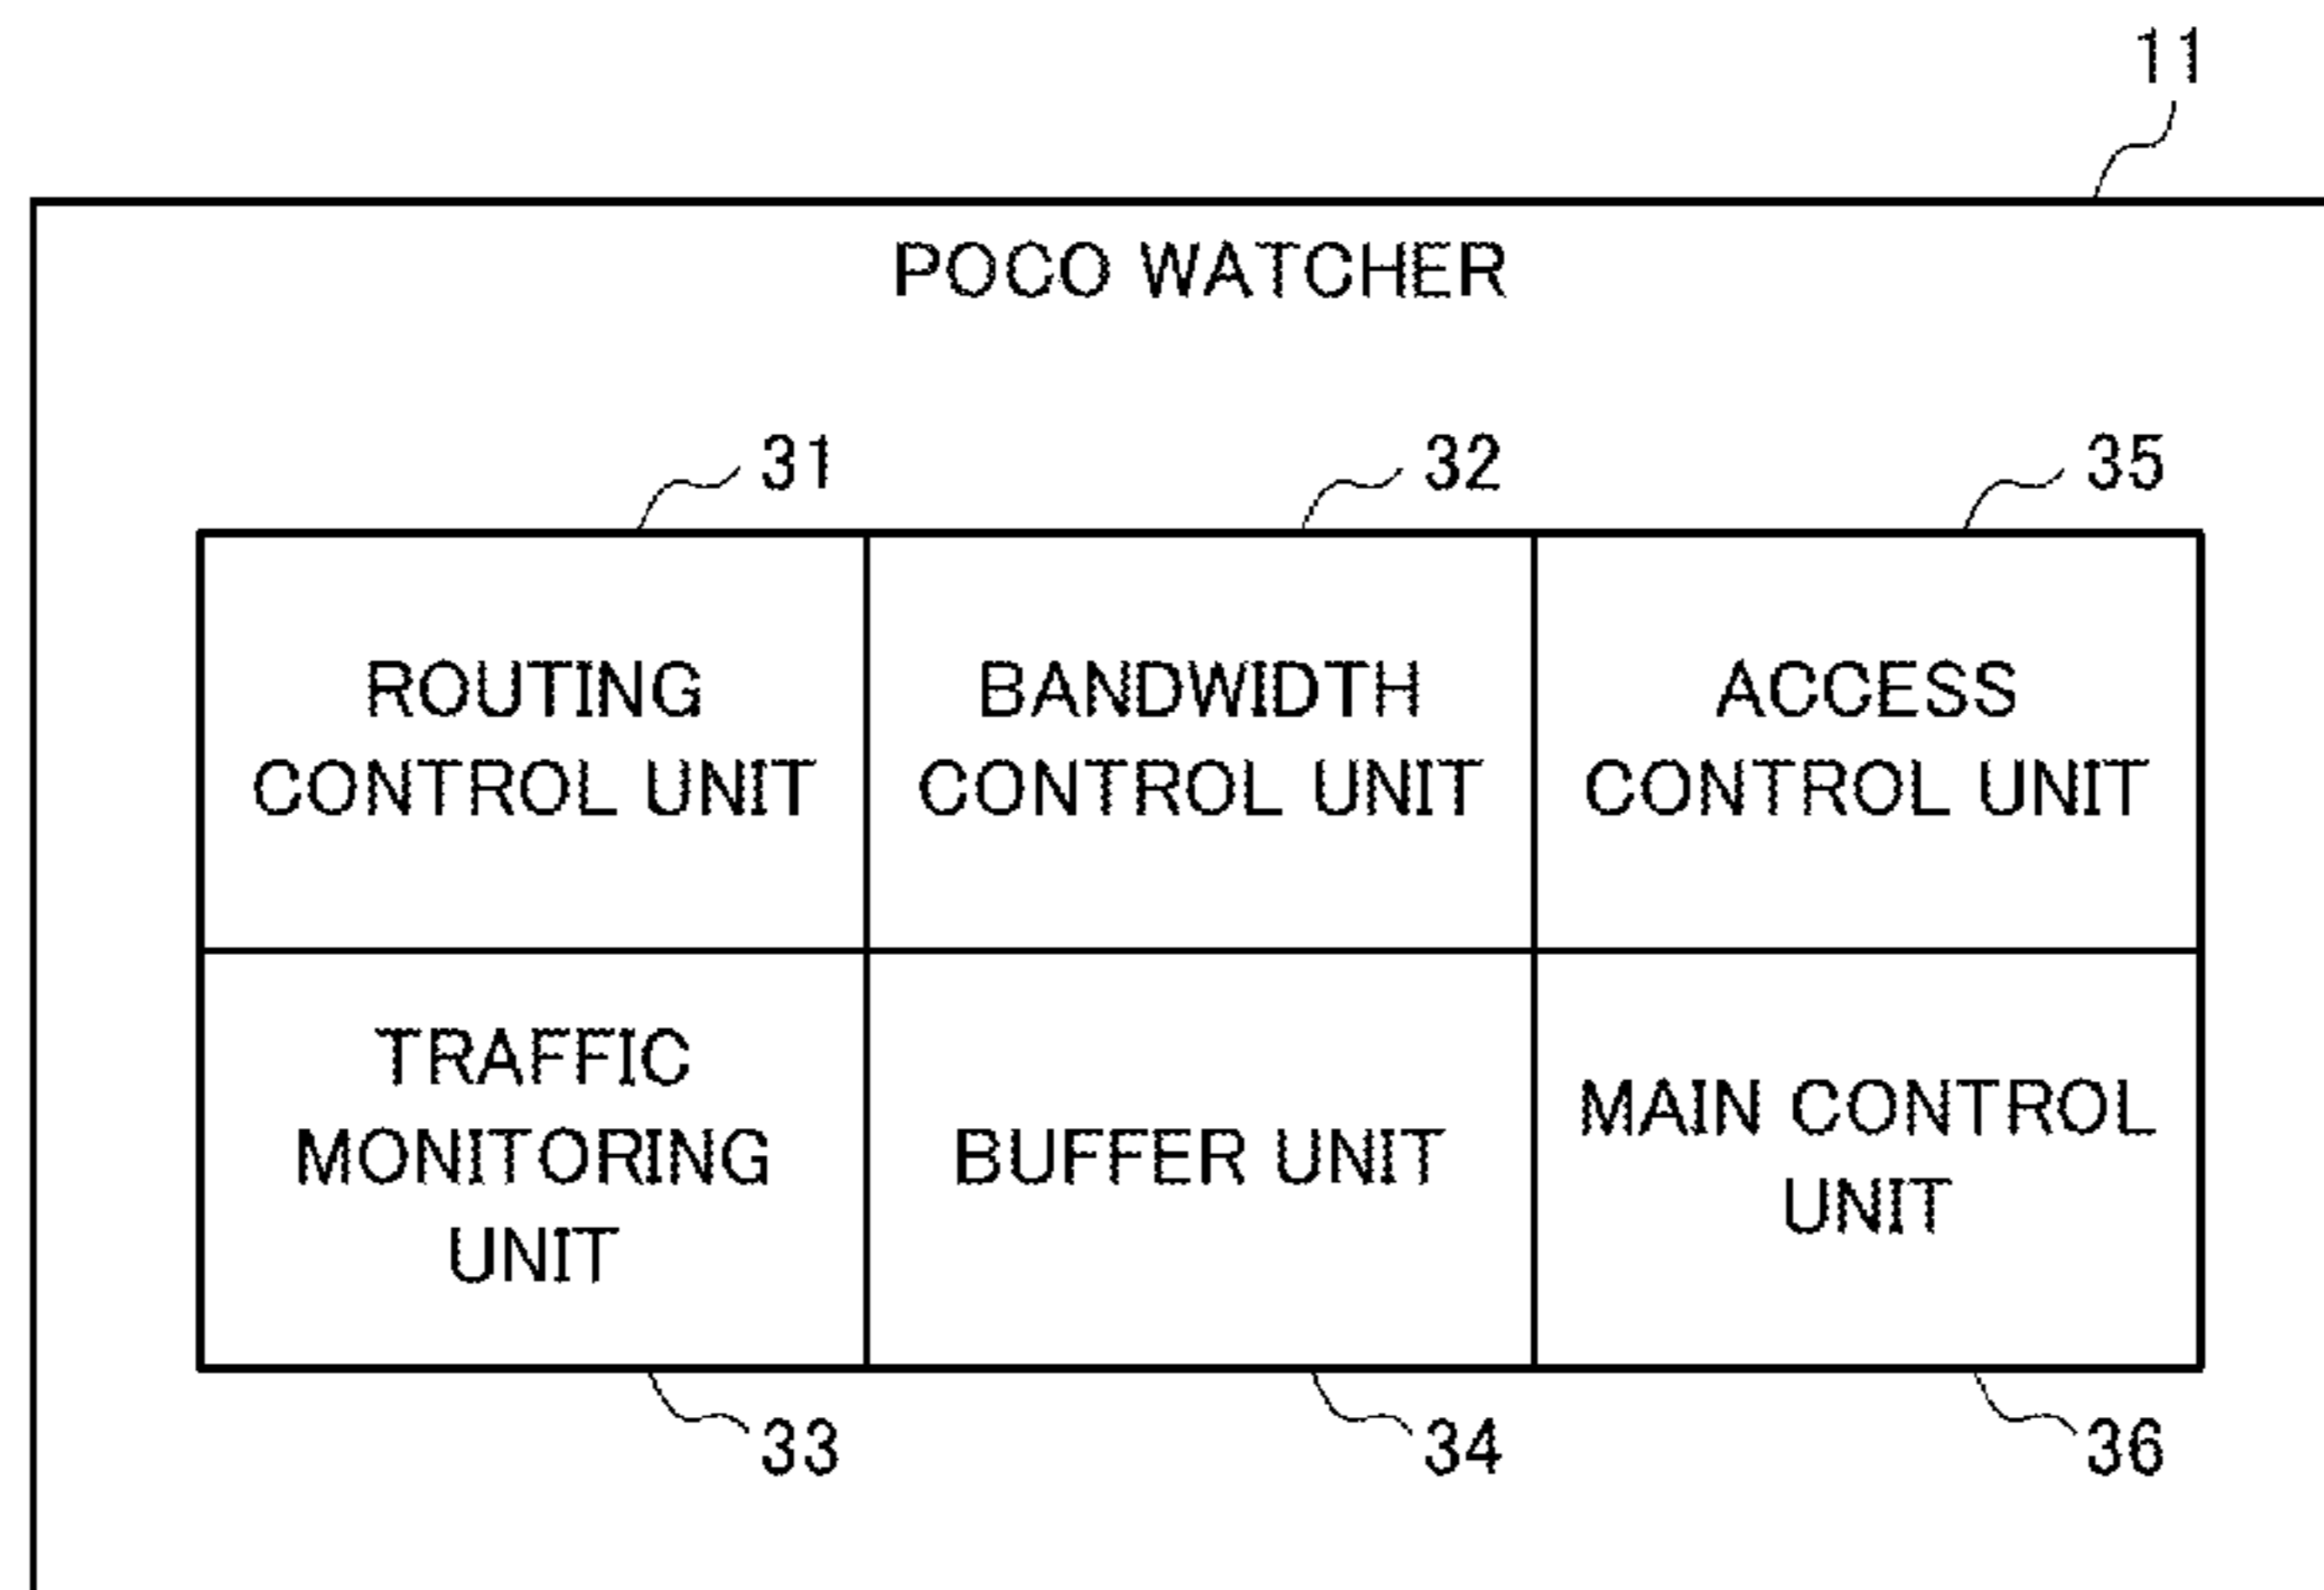 11
POCO WATCHER
31
32
35
ROUTING
CONTROL UNIT
BANDWIDTH
CONTROL UNIT
ACCESS
CONTROL UNIT
TRAFFIC
MONITORING
UNIT
BUFFER UNIT
MAIN CONTROL
UNIT
33
34
36